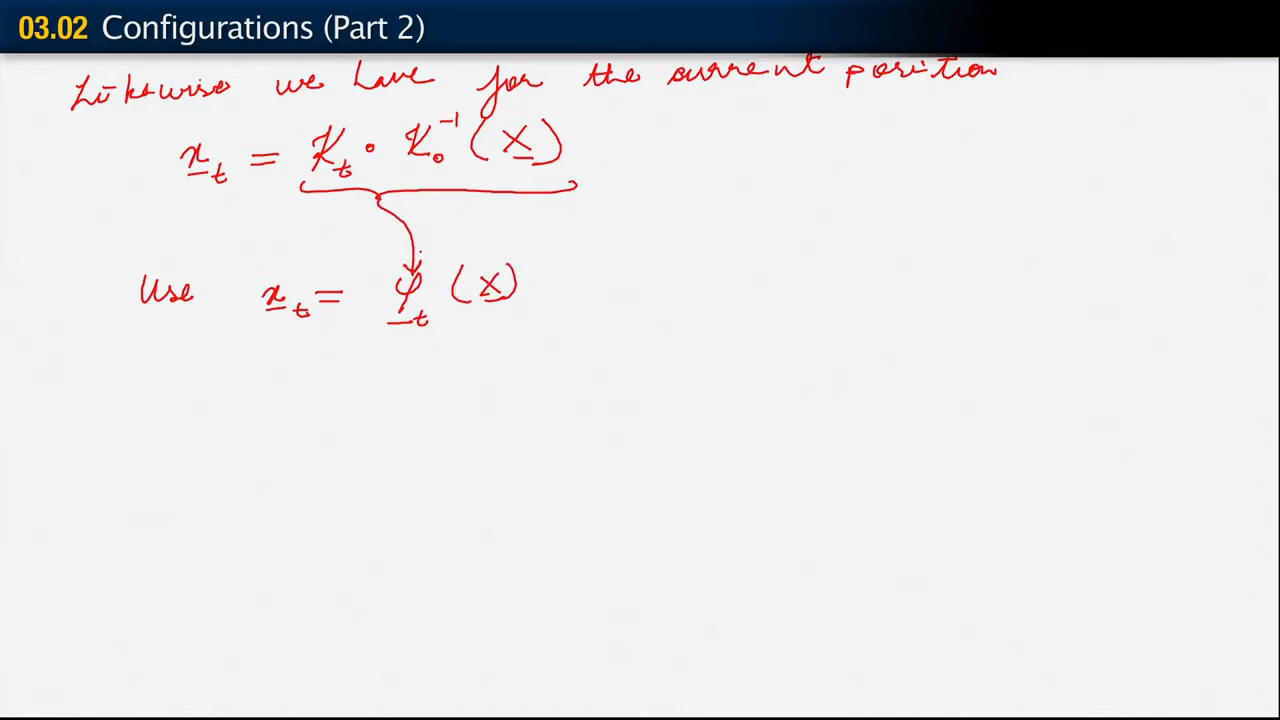 03.02 Configurations (Part 2)
Likewise we have for the current position
x_t = K_t ∘ K_0^{-1} (X)
Use x_t = φ_t (X)